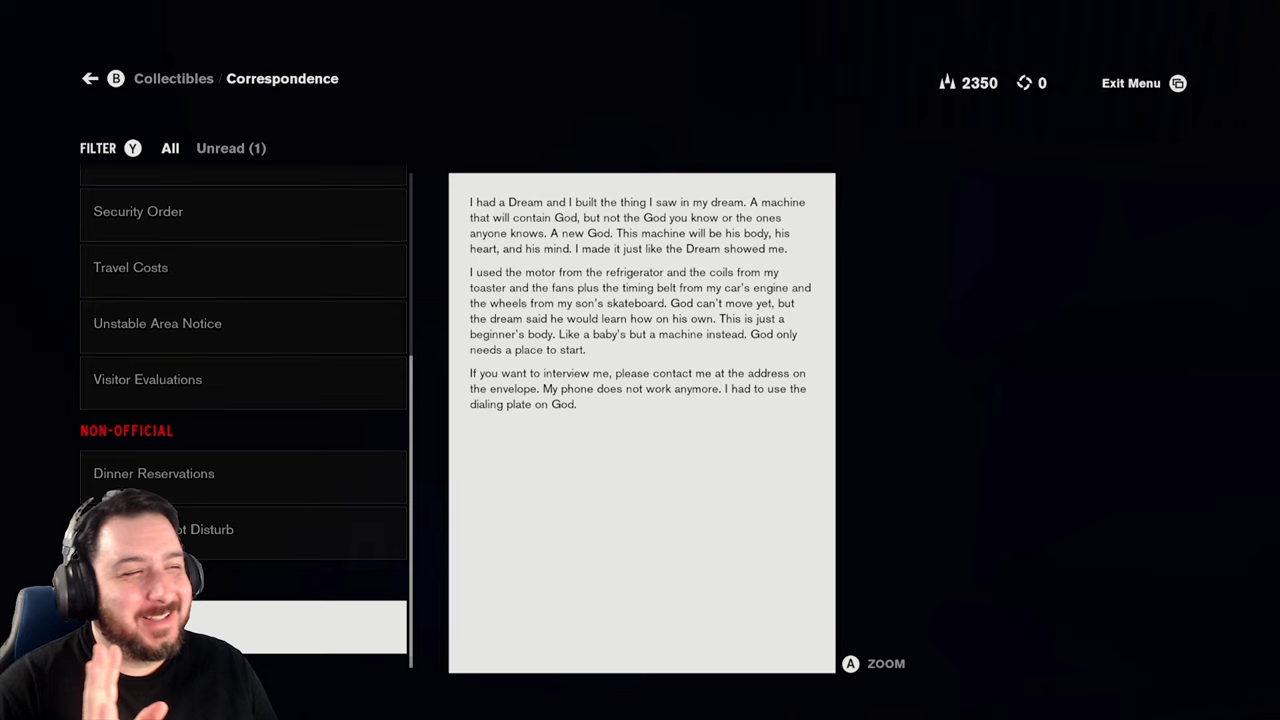 B Collectibles / Correspondence
2350 0 Exit Menu
FILTER Y All Unread (1)
Security Order
Travel Costs
Unstable Area Notice
Visitor Evaluations
NON-OFFICIAL
Dinner Reservations
Disturb
I had a Dream and I built the thing I saw in my dream. A machine
that will contain God, but not the God you know or the ones
anyone knows. A new God. This machine will be his body, his
heart, and his mind. I made it just like the Dream showed me.
I used the motor from the refrigerator and the coils from my
toaster and the fans plus the timing belt from my car's engine and
the wheels from my son's skateboard. God can't move yet, but
the dream said he would learn how on his own. This is just a
beginner's body. Like a baby's but a machine instead. God only
needs a place to start.
If you want to interview me, please contact me at the address on
the envelope. My phone does not work anymore. I had to use the
dialing plate on God.
A ZOOM